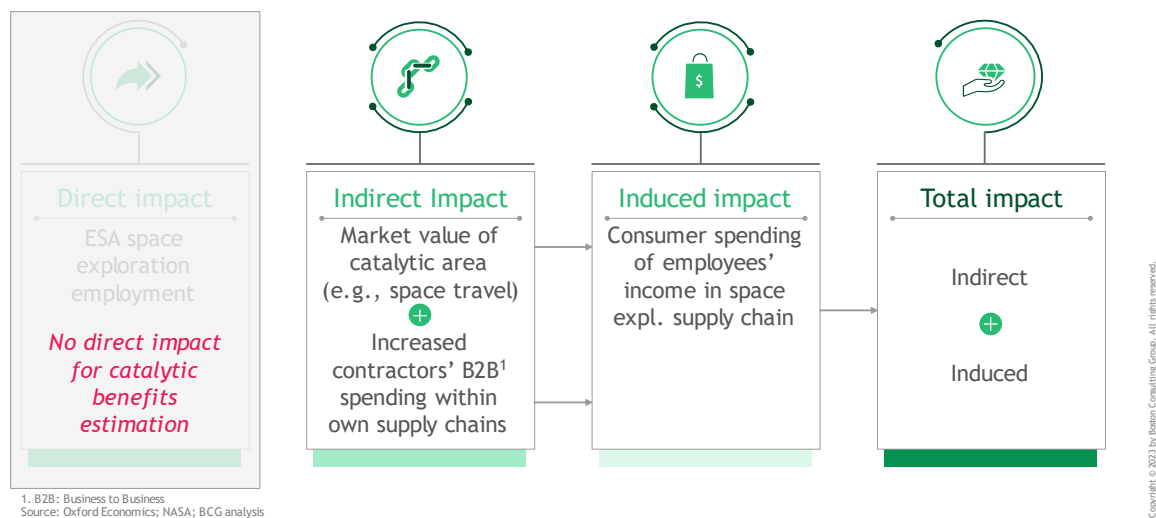 Direct impact
ESA space
exploration
employment
No direct impact
for catalytic
benefits
estimation
$
Indirect Impact
Market value of
catalytic area
(e.g., space travel)
Increased
contractors’ B2B¹
spending within
own supply chains
Induced impact
Consumer spending
of employees’
income in space
expl. supply chain
Total impact
Indirect
Induced
1. B2B: Business to Business
Source: Oxford Economics; NASA; BCG analysis
Copyright © 2023 by Boston Consulting Group. All rights reserved.